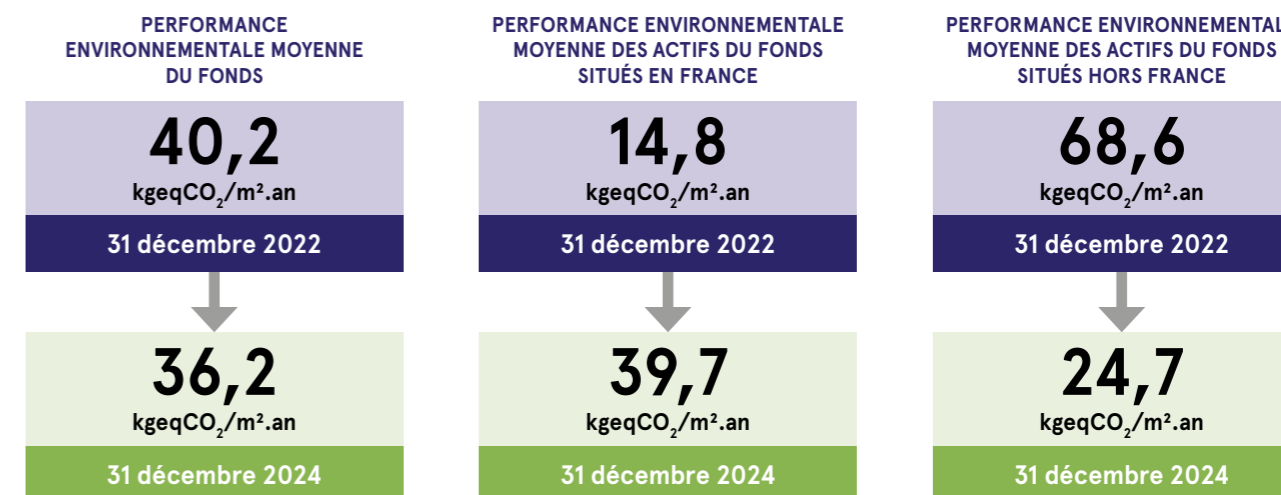 PERFORMANCE
ENVIRONNEMENTALE MOYENNE
DU FONDS
40,2
kgeqCO₂/m².an
31 décembre 2022
36,2
kgeqCO₂/m².an
31 décembre 2024
PERFORMANCE ENVIRONNEMENTALE
MOYENNE DES ACTIFS DU FONDS
SITUÉS EN FRANCE
14,8
kgeqCO₂/m².an
31 décembre 2022
39,7
kgeqCO₂/m².an
31 décembre 2024
PERFORMANCE ENVIRONNEMENTAL
MOYENNE DES ACTIFS DU FONDS
SITUÉS HORS FRANCE
68,6
kgeqCO₂/m².an
31 décembre 2022
24,7
kgeqCO₂/m².an
31 décembre 2024